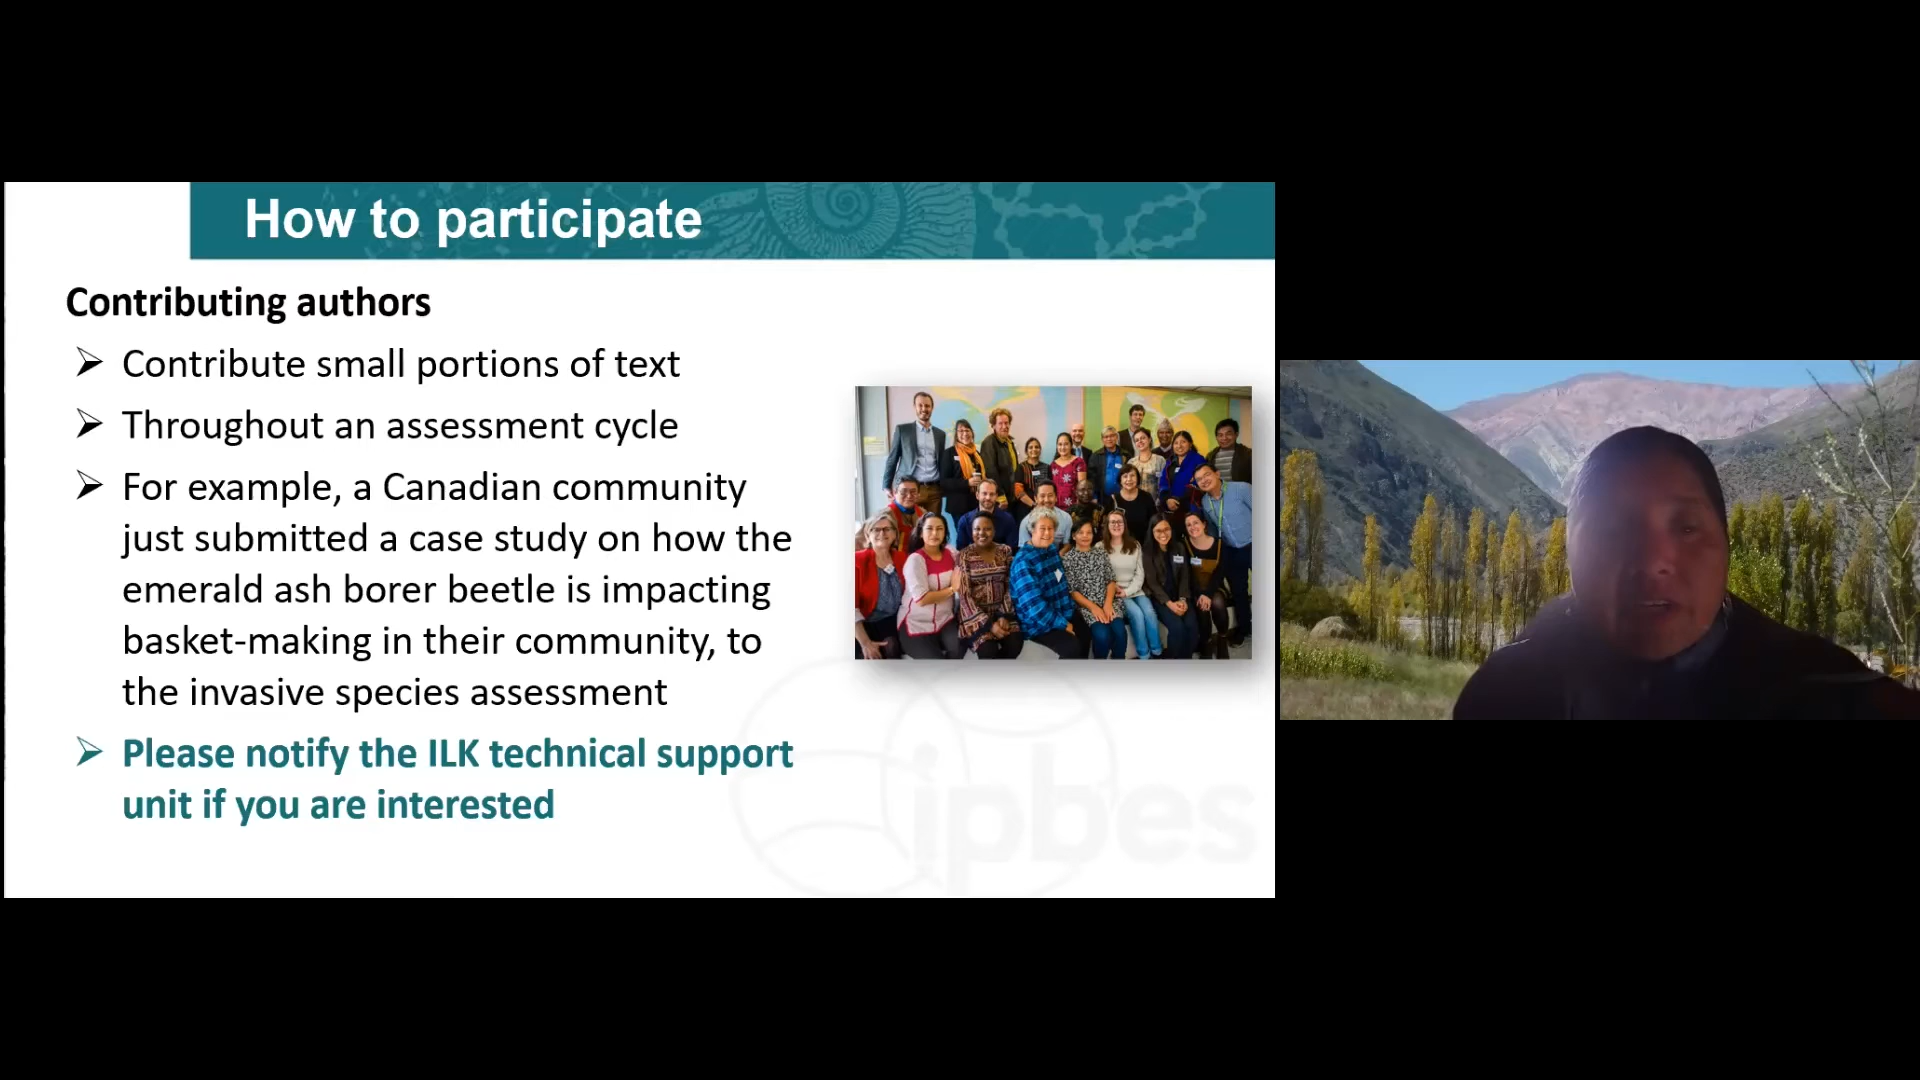 How to participate
Contributing authors
Contribute small portions of text
Throughout an assessment cycle
For example, a Canadian community
just submitted a case study on how the
emerald ash borer beetle is impacting
basket-making in their community, to
the invasive species assessment
Please notify the ILK technical support
unit if you are interested
ipbes